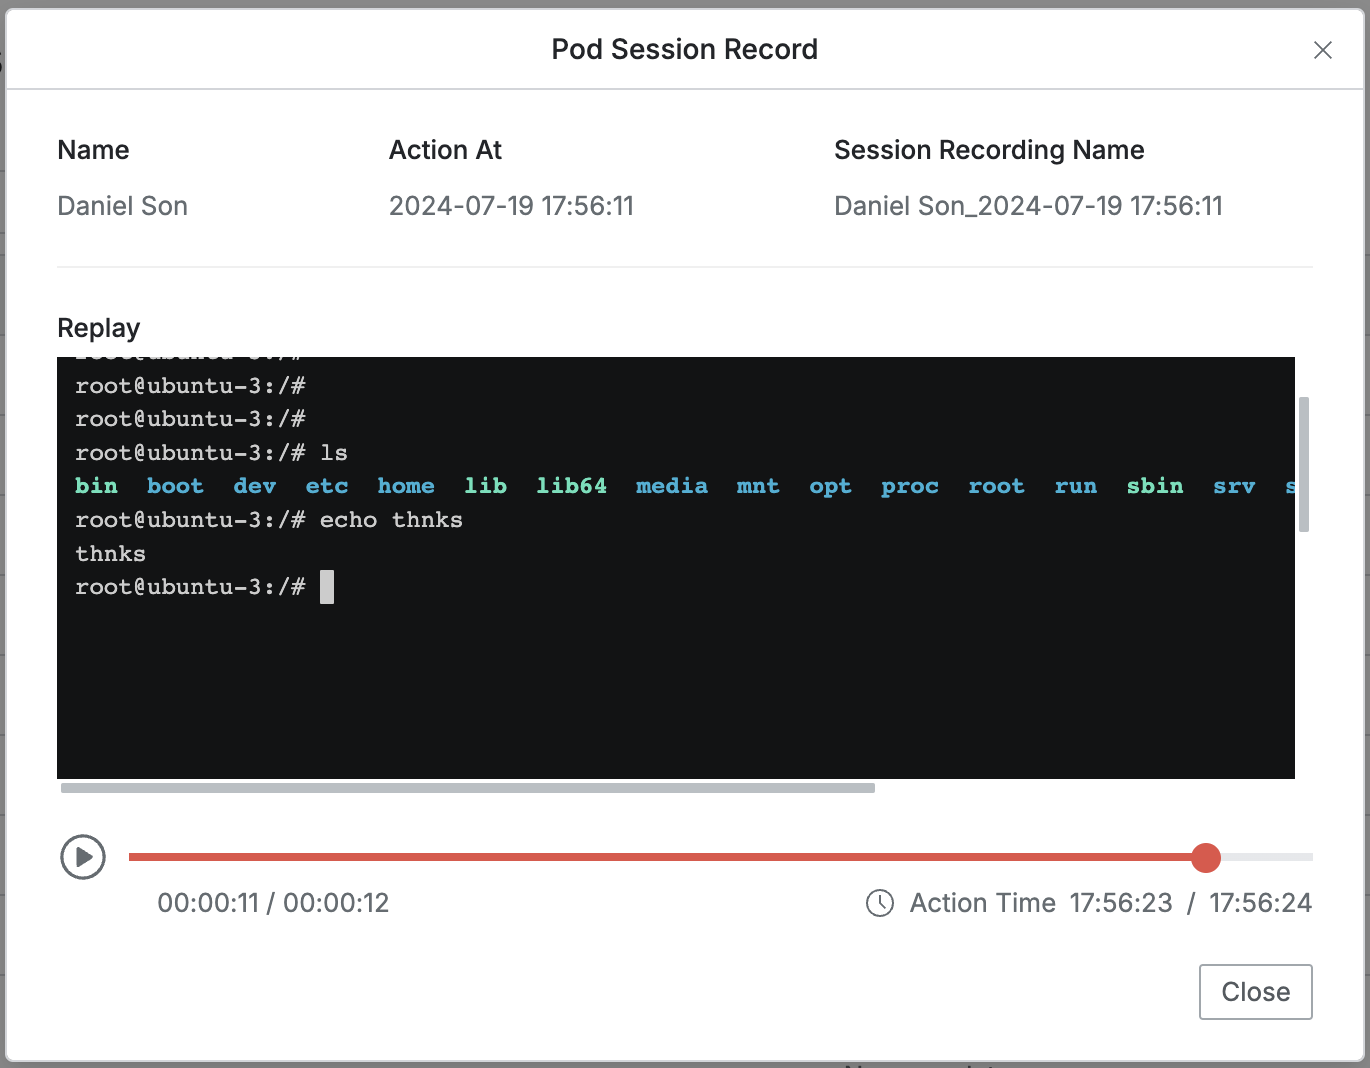 Pod Session Record
Name
Action At
Session Recording Name
Daniel Son
2024-07-19 17:56:11
Daniel Son_2024-07-19 17:56:11
Replay
root@ubuntu-3:/#
root@ubuntu-3:/#
root@ubuntu-3:/#
root@ubuntu-3:/# ls
bin boot dev etc home lib lib64 media mnt opt proc root run sbin srv s
root@ubuntu-3:/# echo thnks
thnks
root@ubuntu-3:/#
00:00:11 / 00:00:12
Action Time 17:56:23 / 17:56:24
Close